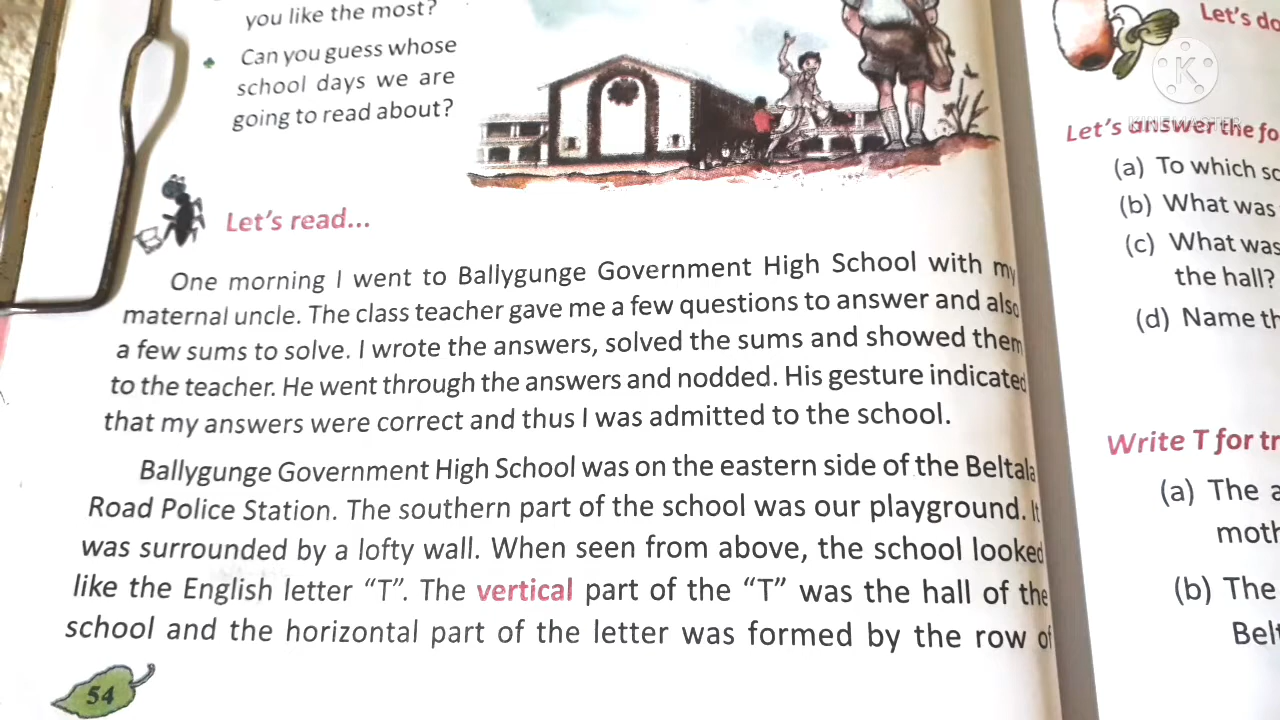 you like the most?
Can you guess whose
school days we are
going to read about?
Let's read...
One morning I went to Ballygunge Government High School with my
maternal uncle. The class teacher gave me a few questions to answer and also
a few sums to solve. I wrote the answers, solved the sums and showed them
to the teacher. He went through the answers and nodded. His gesture indicated
that my answers were correct and thus I was admitted to the school.
Ballygunge Government High School was on the eastern side of the Beltala
Road Police Station. The southern part of the school was our playground. It
was surrounded by a lofty wall. When seen from above, the school looked
like the English letter “T”. The vertical part of the “T” was the hall of the
school and the horizontal part of the letter was formed by the row of
54
Let's do
K
KINEMASTER
Let's answer the fo
(a) To which sc
(b) What was
(c) What was
the hall?
(d) Name th
Write T for tr
(a) The a
moth
(b) The
Belt